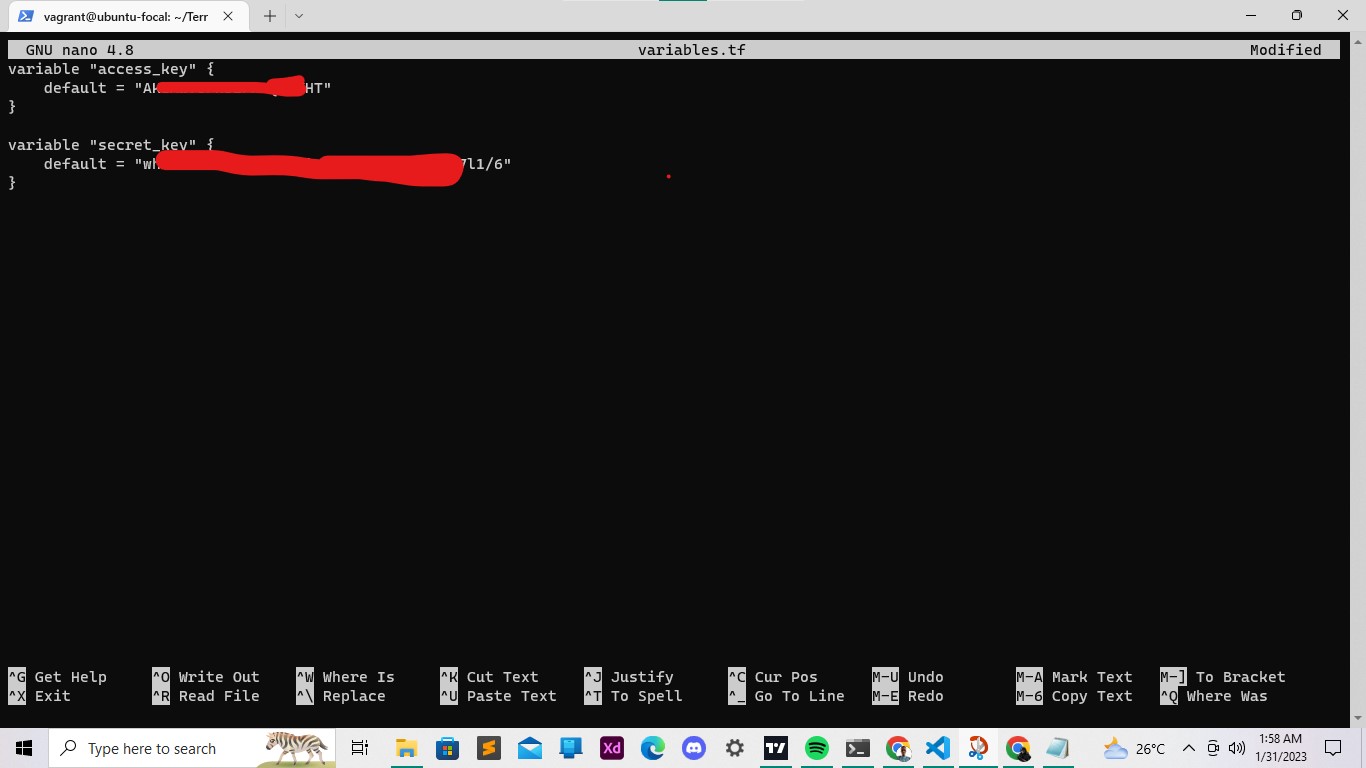 vagrant@ubuntu-focal: ~/Terr
GNU nano 4.8 variables.tf Modified
variable "access_key" {
default = "AK HT"
}
variable "secret_key" {
default = "wh 7l1/6"
}
^G Get Help ^O Write Out ^W Where Is ^K Cut Text ^J Justify ^C Cur Pos M-U Undo M-A Mark Text M-] To Bracket
^X Exit ^R Read File ^\ Replace ^U Paste Text ^T To Spell ^_ Go To Line M-E Redo M-6 Copy Text ^Q Where Was
Type here to search Xd 26°C 1:58 AM
1/31/2023